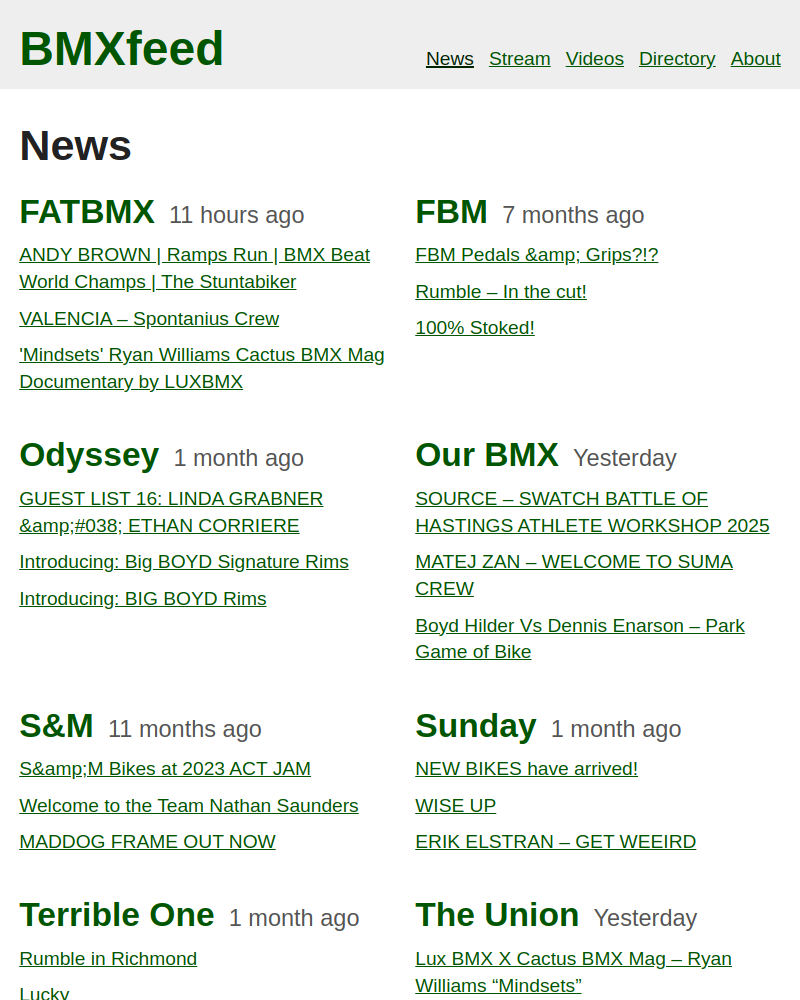 BMXfeed
News Stream Videos Directory About
News
FATBMX 11 hours ago
ANDY BROWN | Ramps Run | BMX Beat
World Champs | The Stuntabiker
VALENCIA – Spontanius Crew
'Mindsets' Ryan Williams Cactus BMX Mag
Documentary by LUXBMX
FBM 7 months ago
FBM Pedals &amp; Grips?!?
Rumble – In the cut!
100% Stoked!
Odyssey 1 month ago
GUEST LIST 16: LINDA GRABNER
&amp;#038; ETHAN CORRIERE
Introducing: Big BOYD Signature Rims
Introducing: BIG BOYD Rims
Our BMX Yesterday
SOURCE – SWATCH BATTLE OF
HASTINGS ATHLETE WORKSHOP 2025
MATEJ ZAN – WELCOME TO SUMA
CREW
Boyd Hilder Vs Dennis Enarson – Park
Game of Bike
S&M 11 months ago
S&amp;M Bikes at 2023 ACT JAM
Welcome to the Team Nathan Saunders
MADDOG FRAME OUT NOW
Sunday 1 month ago
NEW BIKES have arrived!
WISE UP
ERIK ELSTRAN – GET WEEIRD
Terrible One 1 month ago
Rumble in Richmond
Lucky
The Union Yesterday
Lux BMX X Cactus BMX Mag – Ryan
Williams “Mindsets”